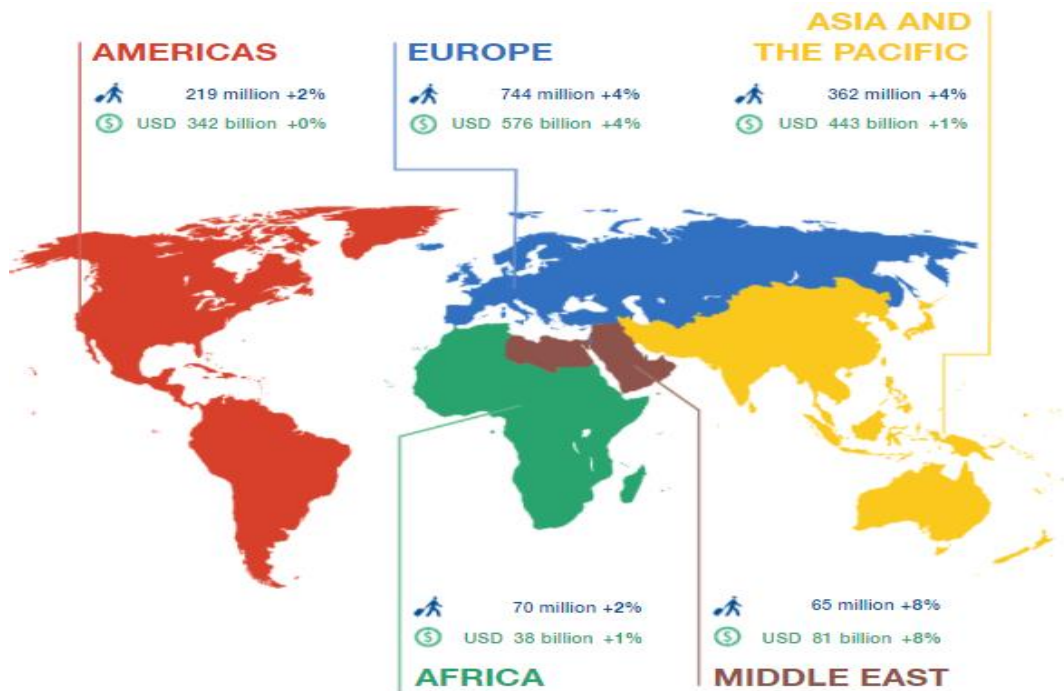 AMERICAS
219 million +2%
USD 342 billion +0%
EUROPE
744 million +4%
USD 576 billion +4%
ASIA AND
THE PACIFIC
362 million +4%
USD 443 billion +1%
70 million +2%
USD 38 billion +1%
AFRICA
65 million +8%
USD 81 billion +8%
MIDDLE EAST